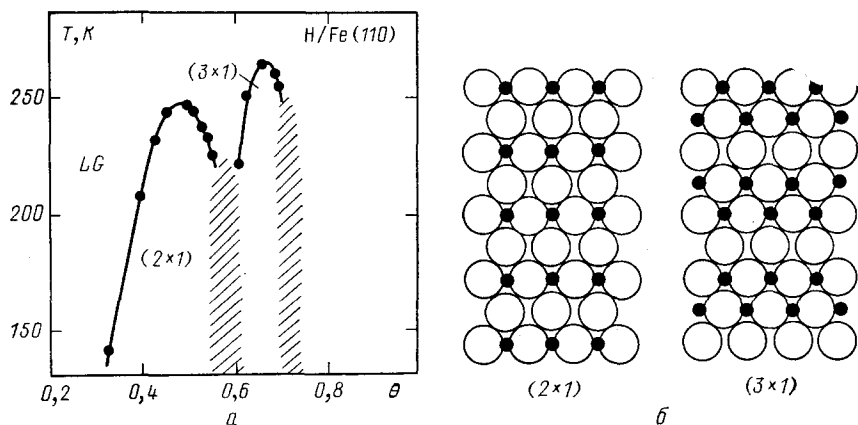 T, K
H/Fe(110)
(3×1)
250
LG
200
(2×1)
150
0,2
0,4
0,6
0,8
θ
а
(2×1)
(3×1)
б